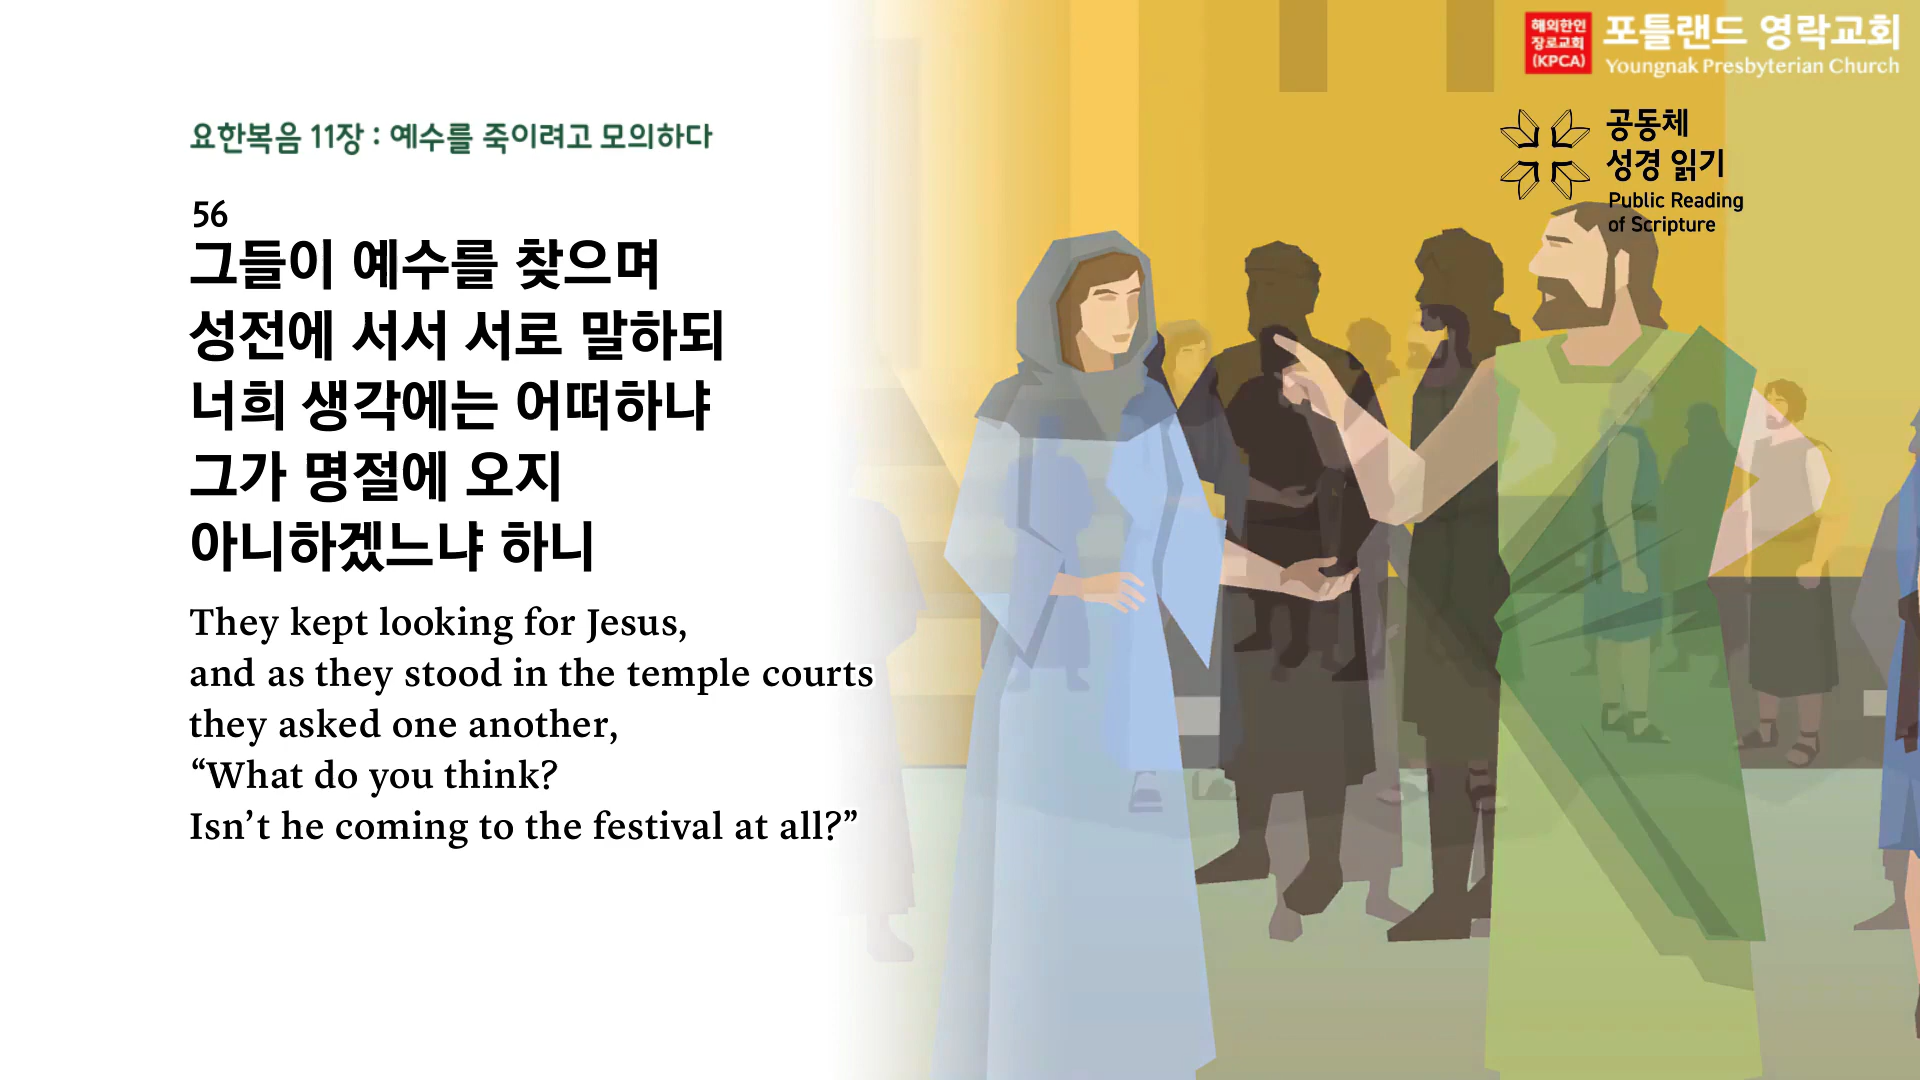 해외한인
장로교회
(KPCA)
포틀랜드 영락교회
Youngnak Presbyterian Church
공동체
성경 읽기
Public Reading
of Scripture
요한복음 11장 : 예수를 죽이려고 모의하다
56
그들이 예수를 찾으며
성전에 서서 서로 말하되
너희 생각에는 어떠하냐
그가 명절에 오지
아니하겠느냐 하니
They kept looking for Jesus,
and as they stood in the temple courts
they asked one another,
“What do you think?
Isn’t he coming to the festival at all?”